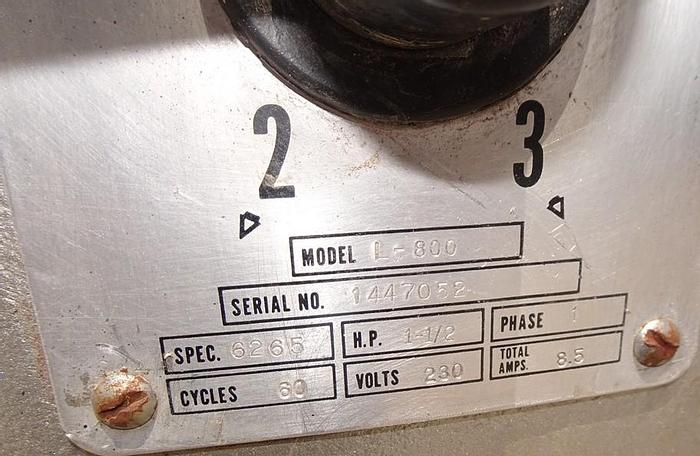 2 3
MODEL L-800
SERIAL NO. 1447052
SPEC. 6265 H.P. 1-1/2 PHASE 1
CYCLES 60 VOLTS 230 TOTAL AMPS. 8.5